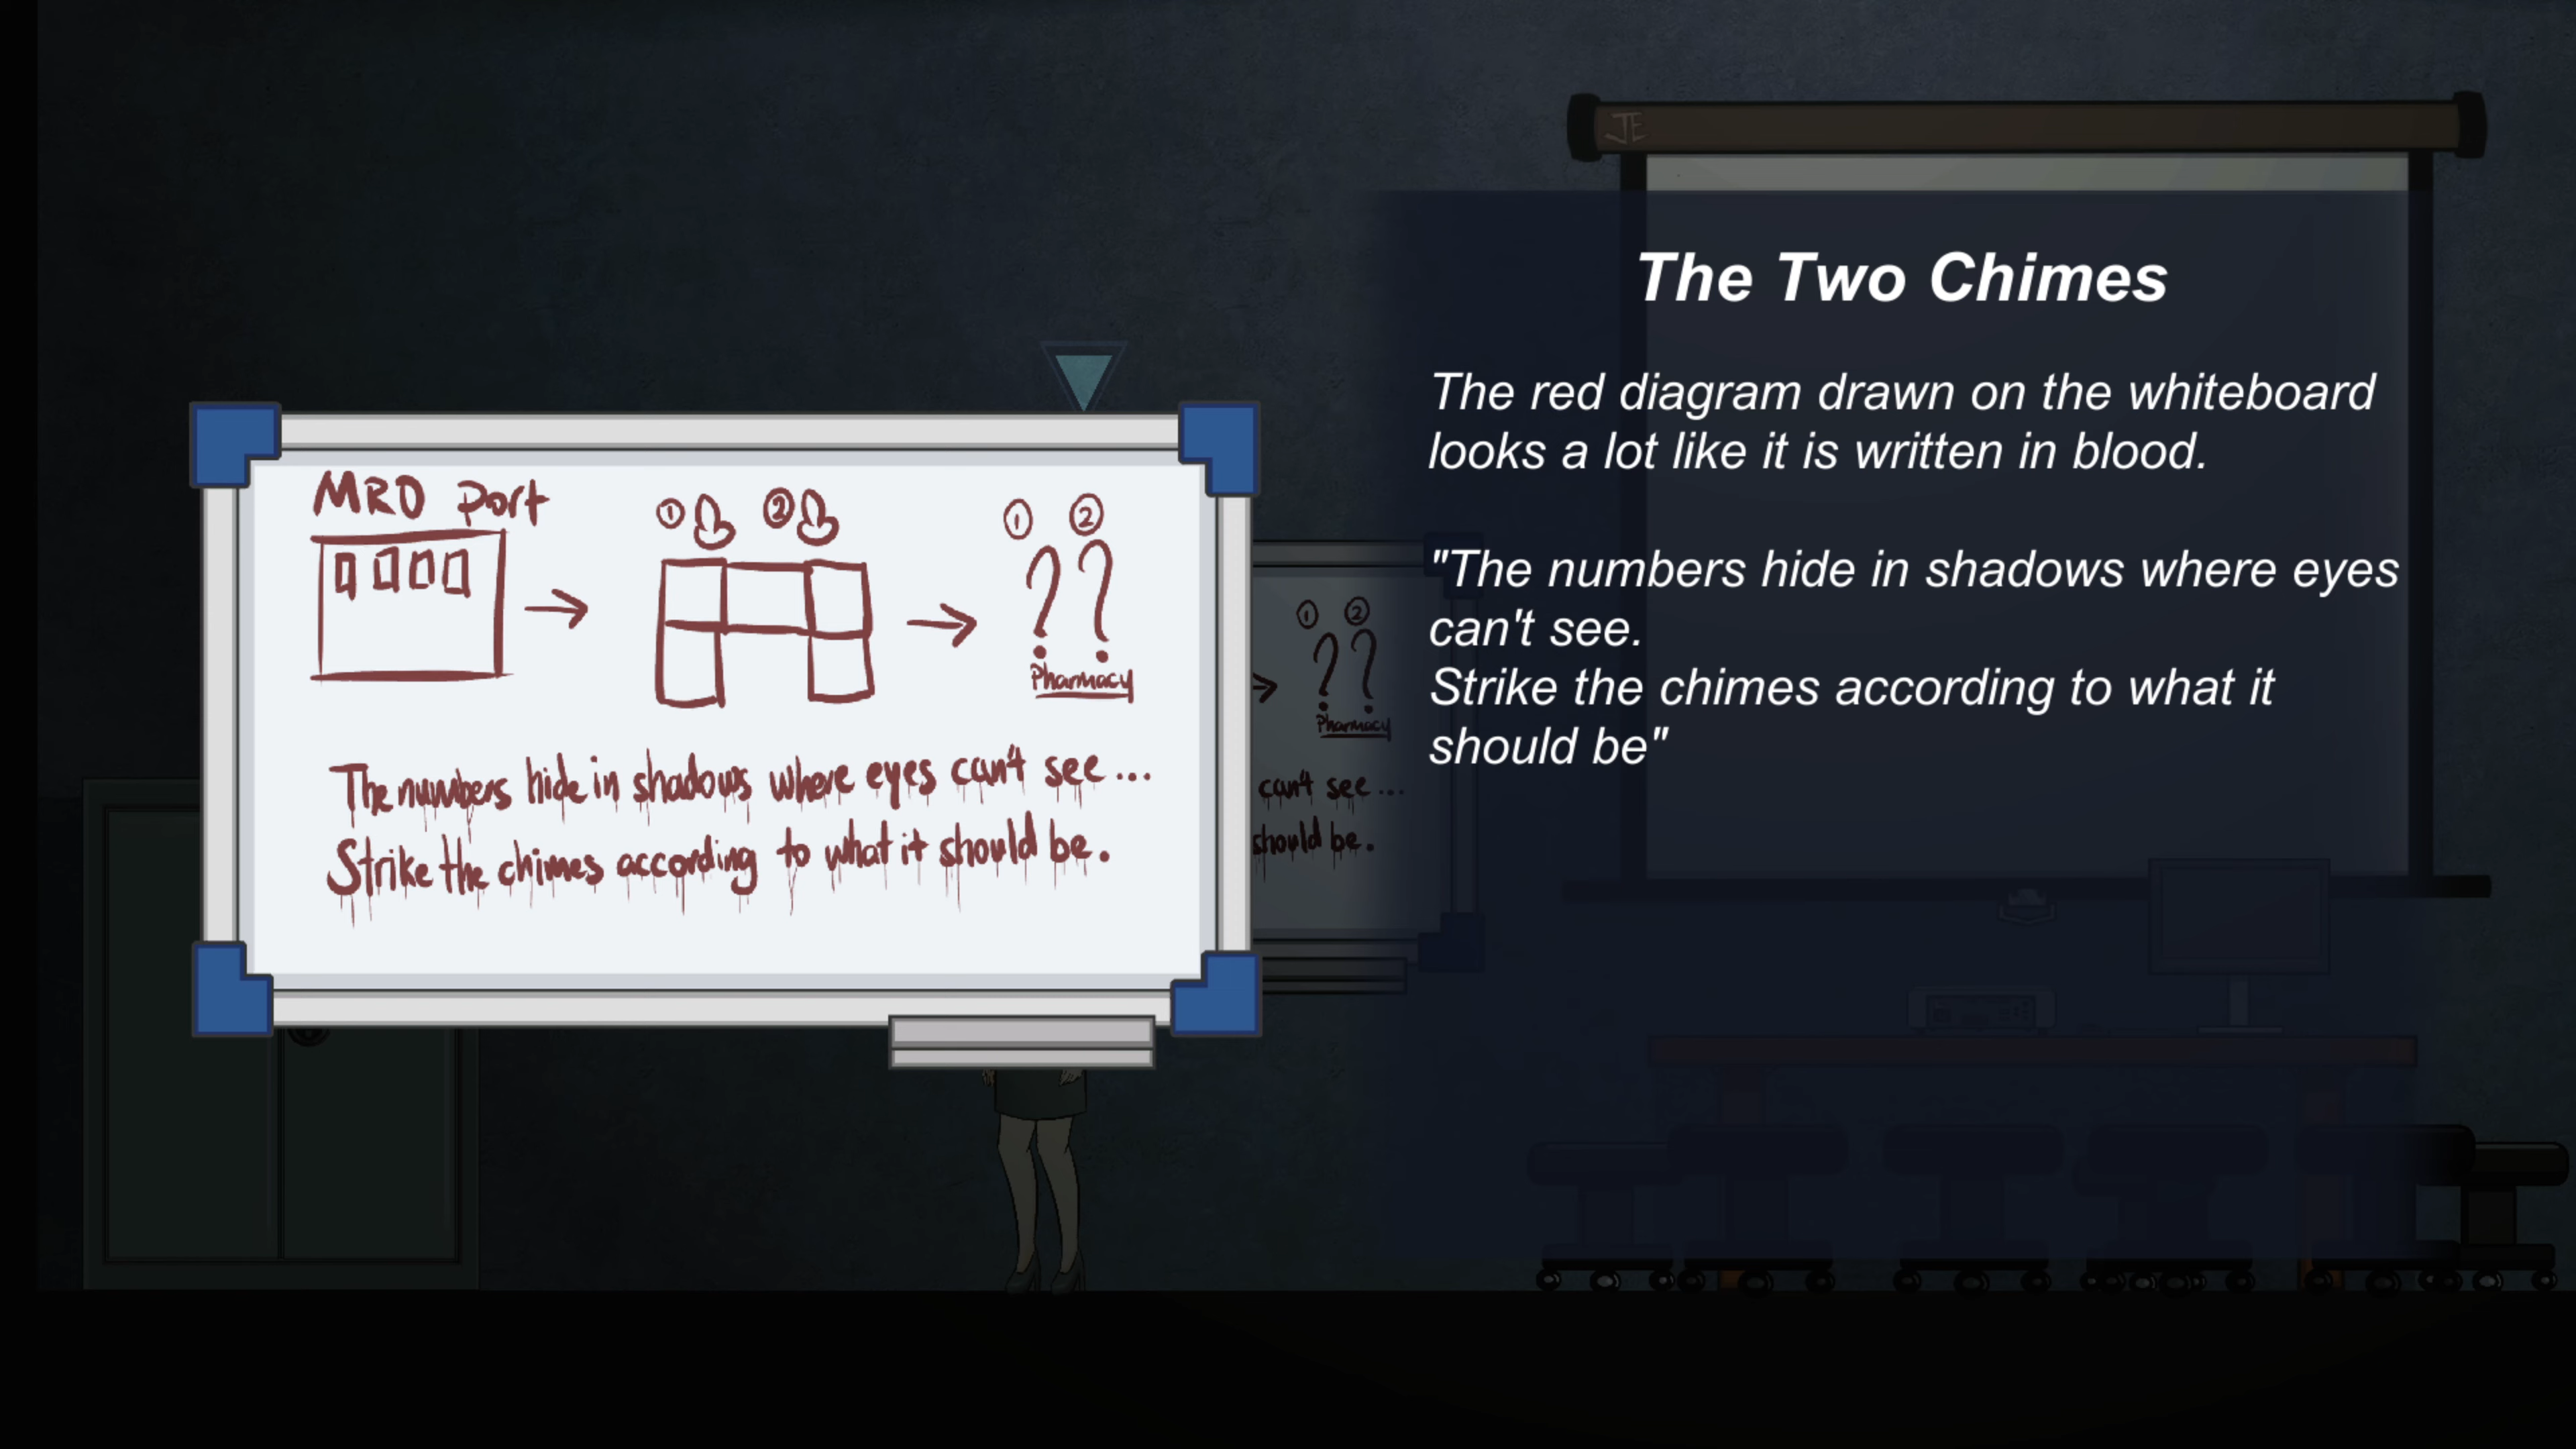 JE
The Two Chimes
The red diagram drawn on the whiteboard
looks a lot like it is written in blood.
"The numbers hide in shadows where eyes
can't see.
Strike the chimes according to what it
should be"
MRD Port
① ② ① ②
? ?
Pharmacy
The numbers hide in shadows where eyes can't see...
Strike the chimes according to what it should be.
① ②
? ?
Pharmacy
can't see...
should be.